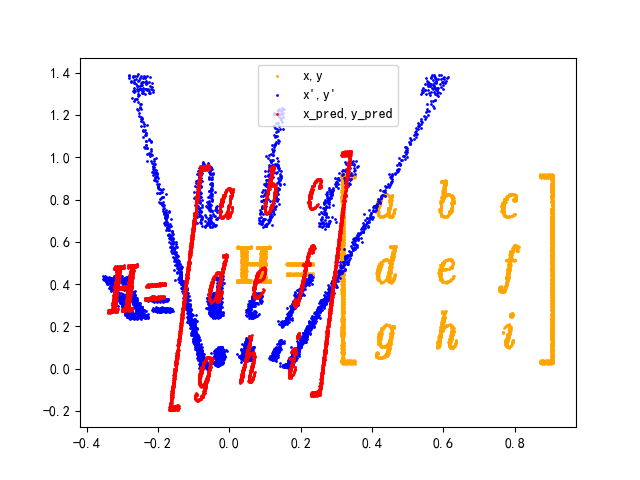 x, y
x', y'
x_pred, y_pred
1.4
1.2
1.0
0.8
0.6
0.4
0.2
0.0
-0.2
-0.4 -0.2 0.0 0.2 0.4 0.6 0.8
a b c
H = d e f
g h i
a b c
H = d e f
g h i